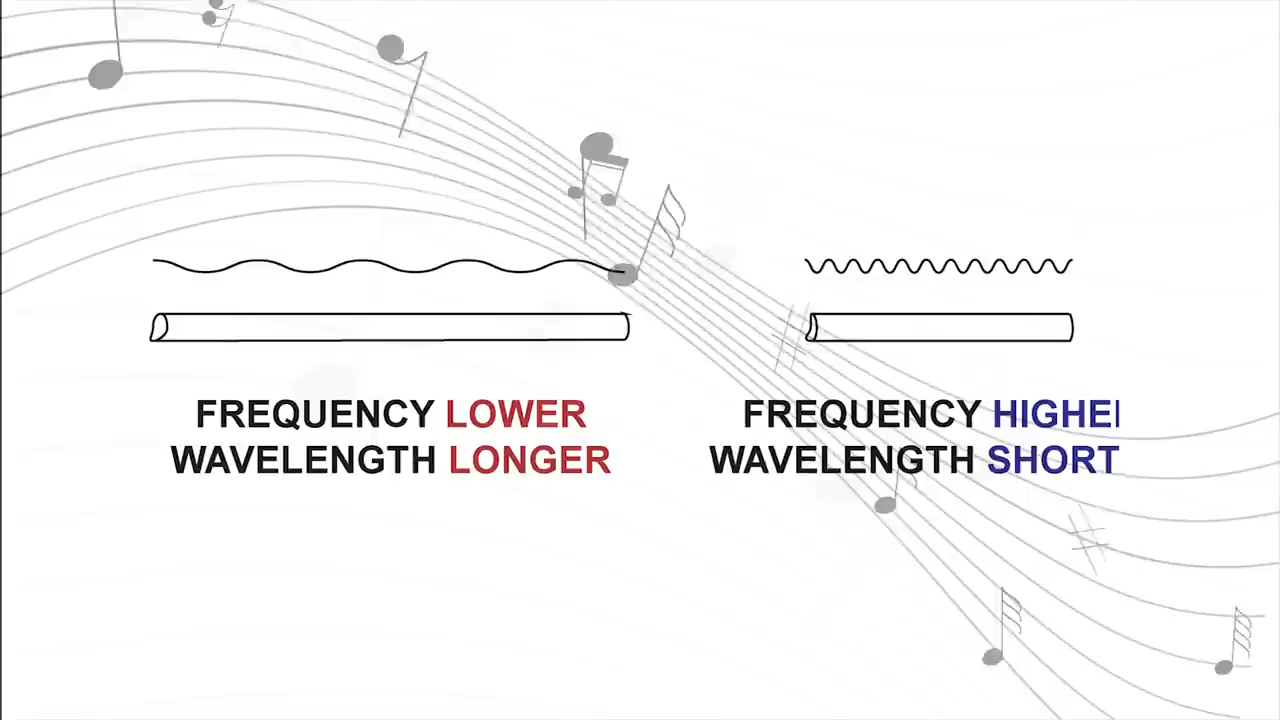 FREQUENCY LOWER
WAVELENGTH LONGER
FREQUENCY HIGHE
WAVELENGTH SHORT